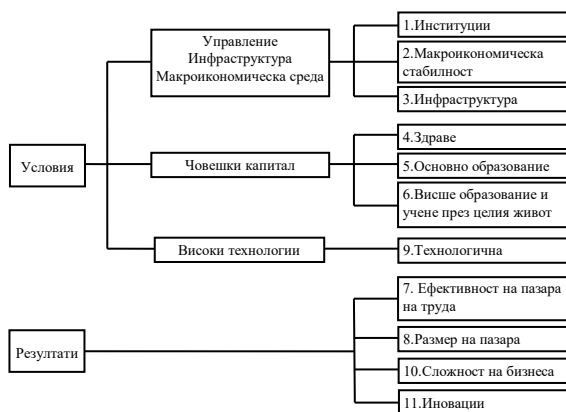 Условия
Управление
Инфраструктура
Макроикономическа среда
1.Институции
2.Макроикономическа
стабилност
3.Инфраструктура
Човешки капитал
4.Здраве
5.Основно образование
6.Висше образование и
учене през целия живот
Високи технологии
9.Технологична
Резултати
7. Ефективност на пазара
на труда
8.Размер на пазара
10.Сложност на бизнеса
11.Иновации